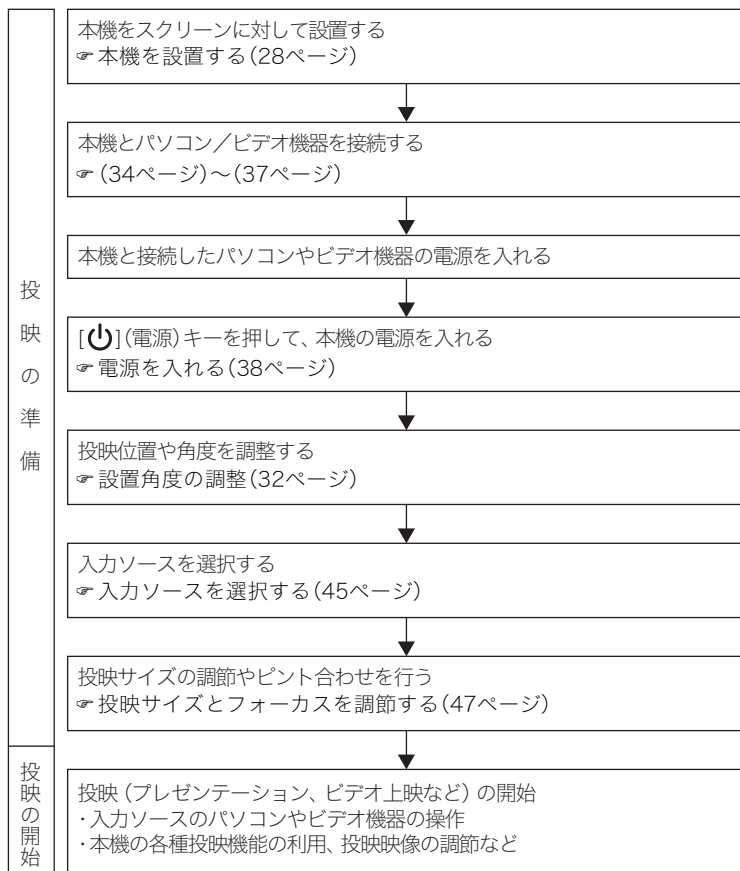 投映の準備
本機をスクリーンに対して設置する
☞ 本機を設置する(28ページ)
本機とパソコン／ビデオ機器を接続する
☞ (34ページ)～(37ページ)
本機と接続したパソコンやビデオ機器の電源を入れる
[⏻](電源)キーを押して、本機の電源を入れる
☞ 電源を入れる(38ページ)
投映位置や角度を調整する
☞ 設置角度の調整(32ページ)
入力ソースを選択する
☞ 入力ソースを選択する(45ページ)
投映サイズの調節やピント合わせを行う
☞ 投映サイズとフォーカスを調節する(47ページ)
投映の開始
投映（プレゼンテーション、ビデオ上映など）の開始
・入力ソースのパソコンやビデオ機器の操作
・本機の各種投映機能の利用、投映映像の調節など